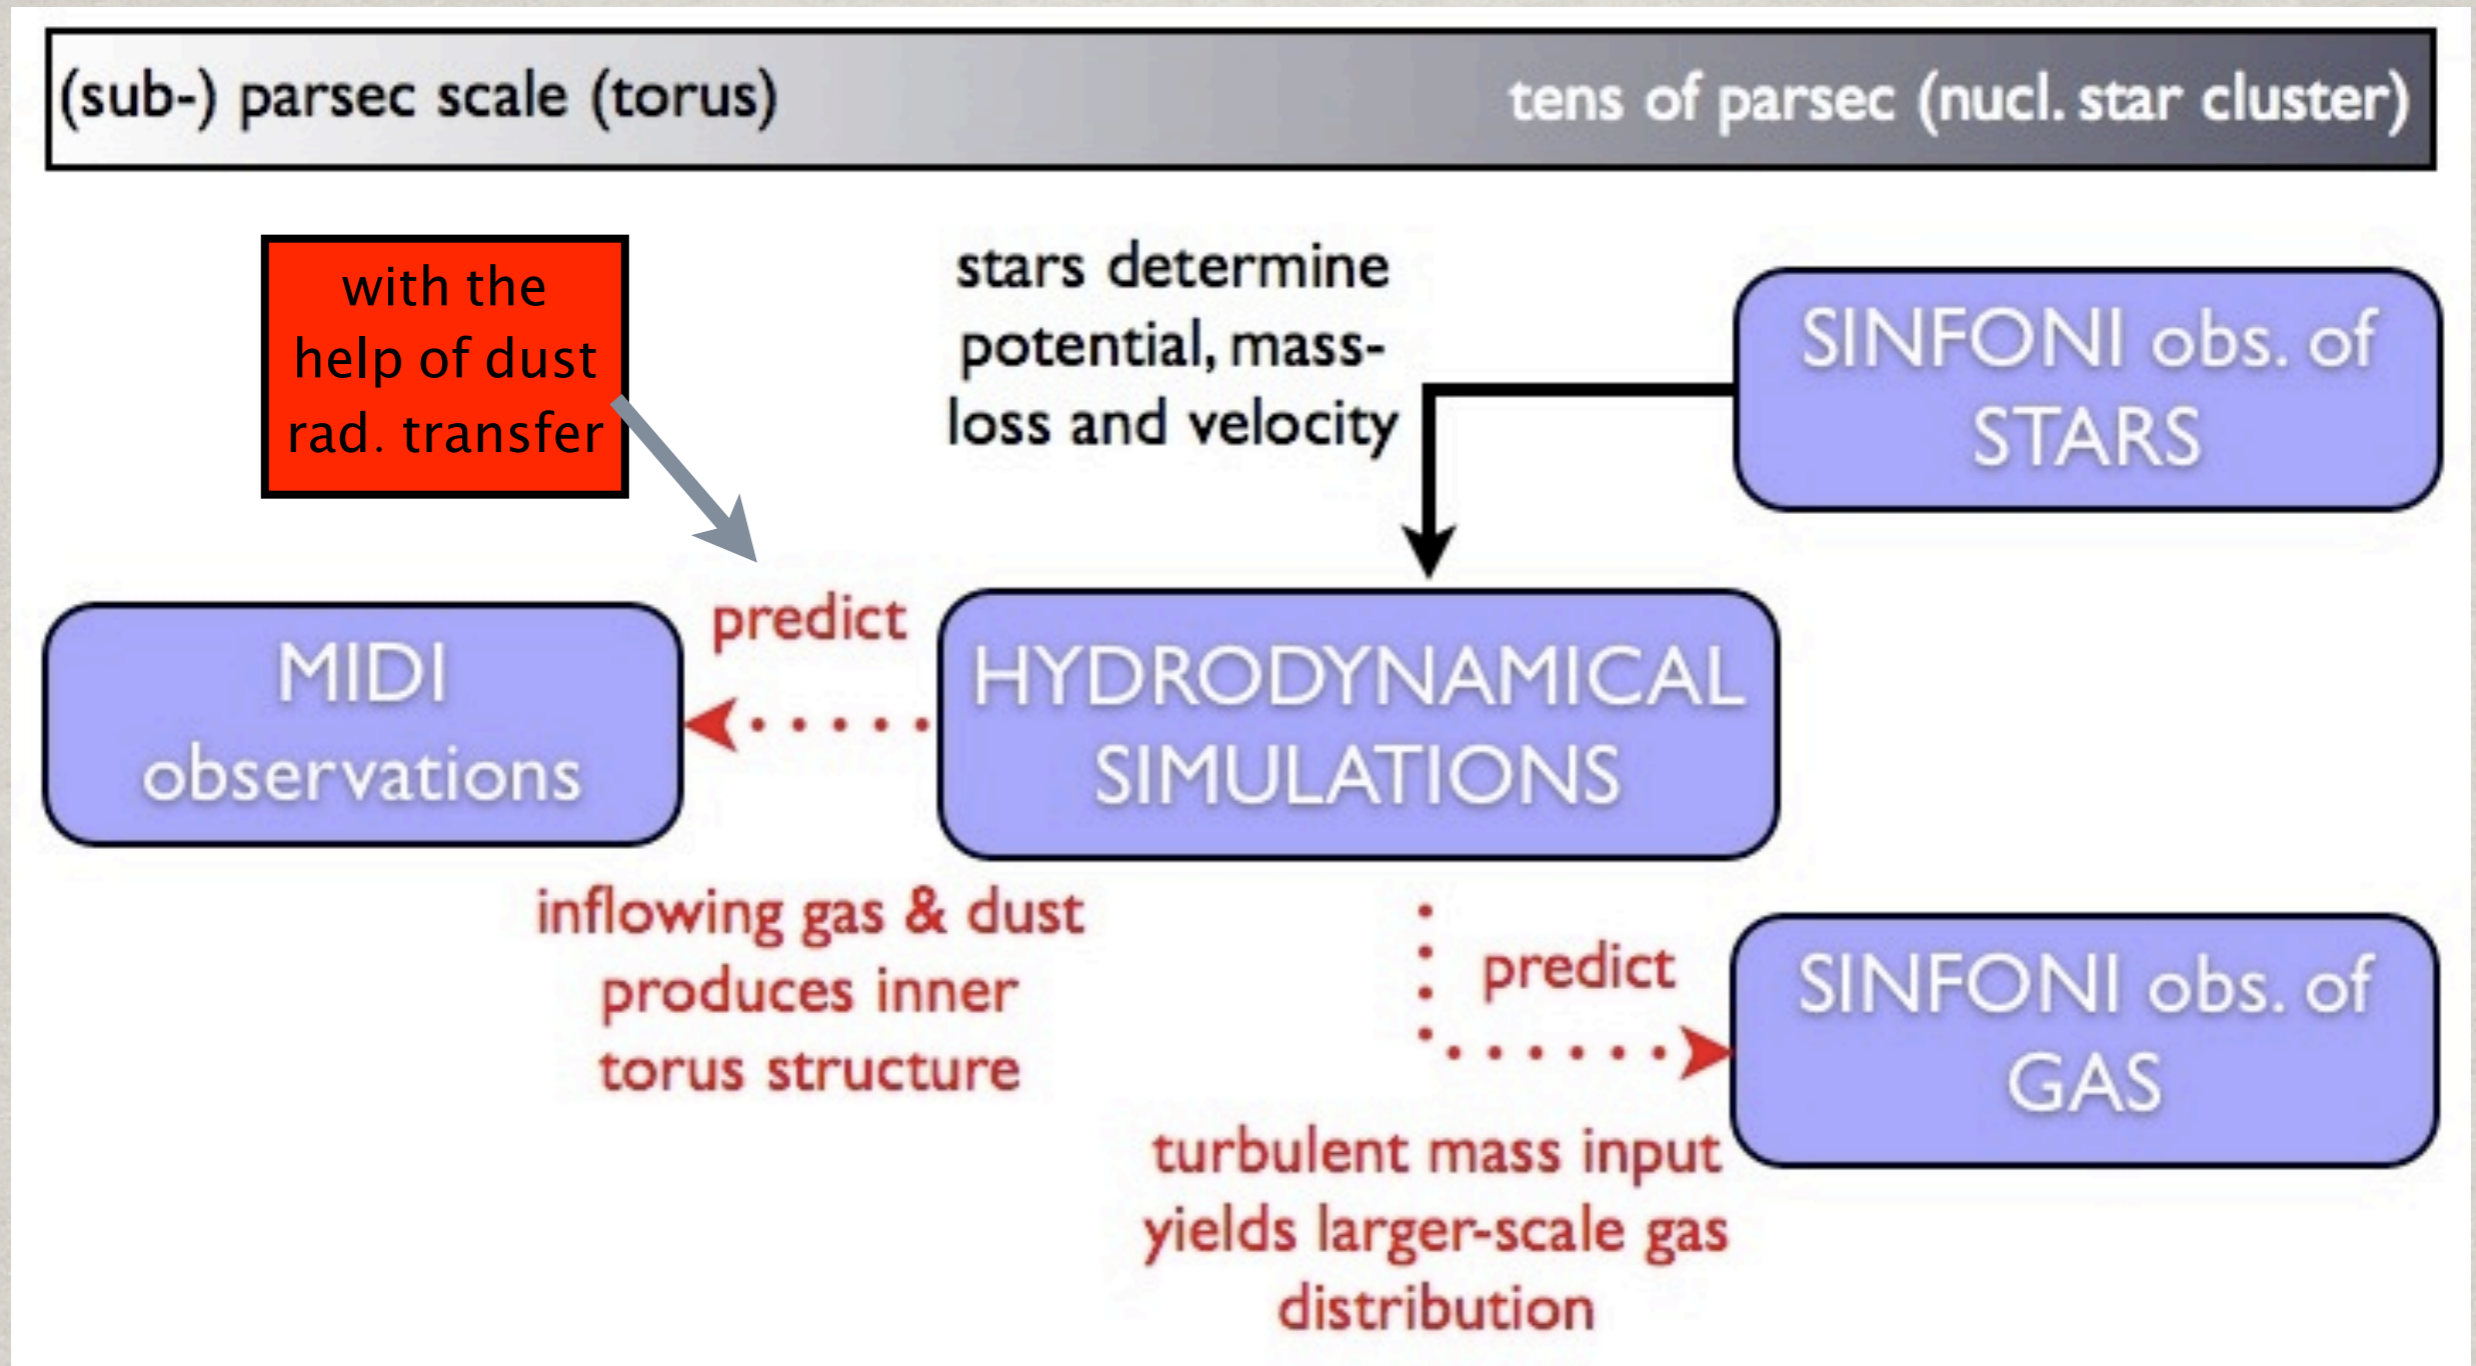 (sub-) parsec scale (torus)
tens of parsec (nucl. star cluster)
with the
help of dust
rad. transfer
stars determine
potential, mass-
loss and velocity
SINFONI obs. of
STARS
MIDI
observations
predict
HYDRODYNAMICAL
SIMULATIONS
inflowing gas & dust
produces inner
torus structure
predict
SINFONI obs. of
GAS
turbulent mass input
yields larger-scale gas
distribution